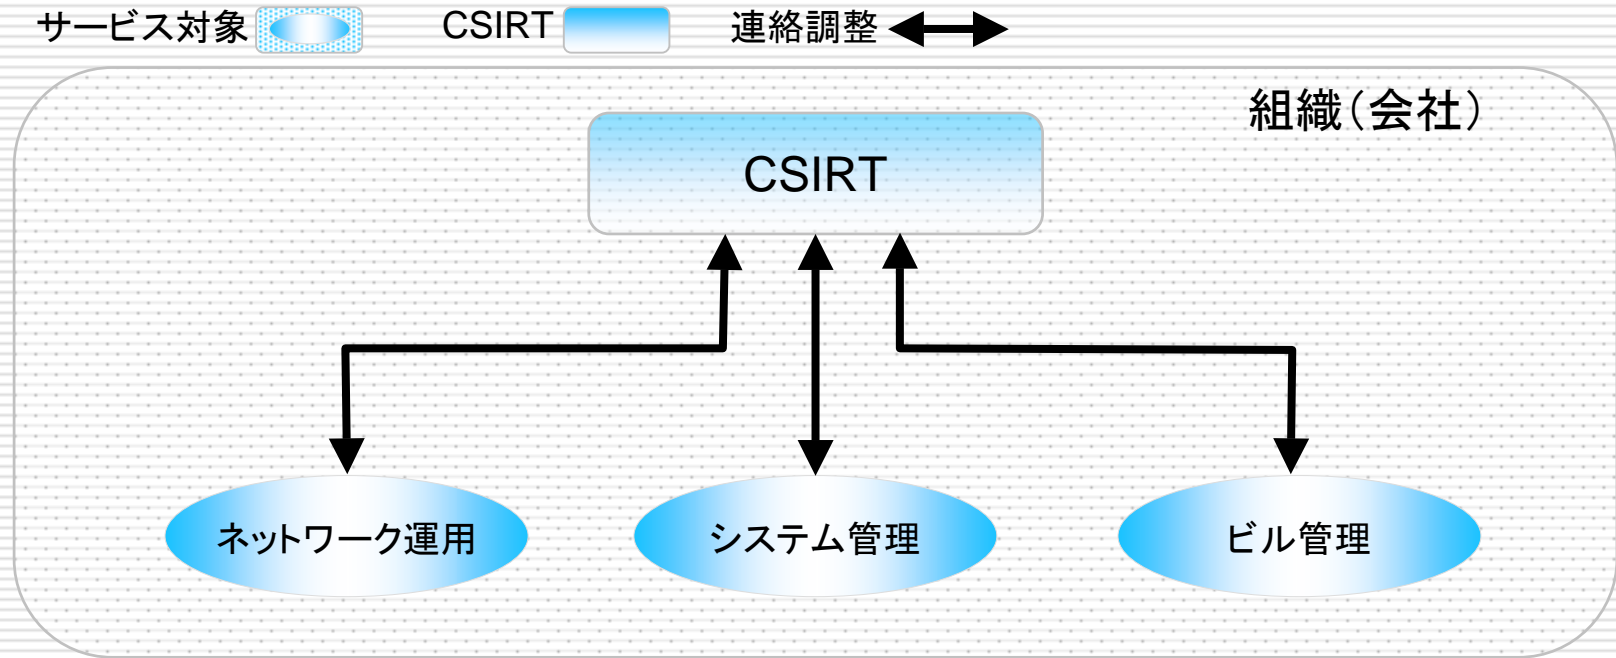 サービス対象 CSIRT 連絡調整
組織(会社)
CSIRT
ネットワーク運用 システム管理 ビル管理